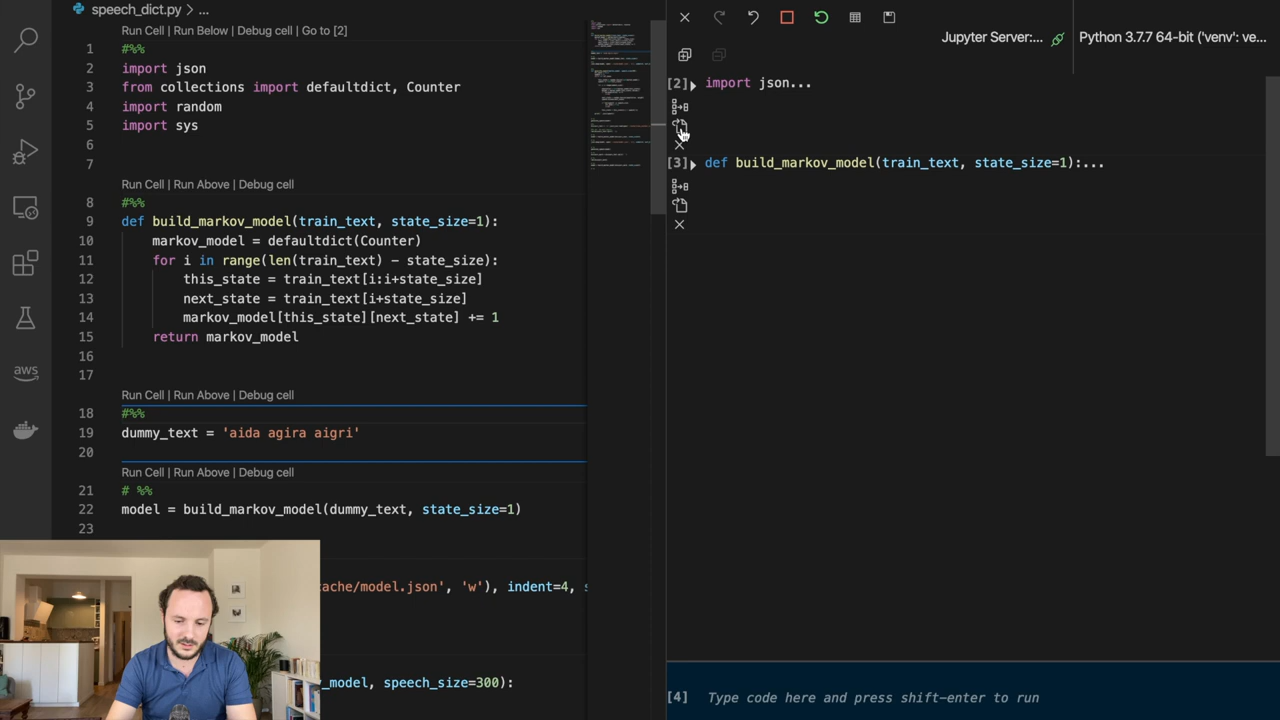 speech_dict.py > ...
Run Cell | Run Below | Debug cell | Go to [2]
1 #%%
2 import json
3 from collections import defaultdict, Counter
4 import random
5 import sys
6
7
Run Cell | Run Above | Debug cell
8 #%%
9 def build_markov_model(train_text, state_size=1):
10 markov_model = defaultdict(Counter)
11 for i in range(len(train_text) - state_size):
12 this_state = train_text[i:i+state_size]
13 next_state = train_text[i+state_size]
14 markov_model[this_state][next_state] += 1
15 return markov_model
16
17
Run Cell | Run Above | Debug cell
18 #%%
19 dummy_text = 'aida agira aigri'
20
Run Cell | Run Above | Debug cell
21 # %%
22 model = build_markov_model(dummy_text, state_size=1)
23
ache/model.json', 'w'), indent=4, s
_model, speech_size=300):
aws
Jupyter Server:...
Python 3.7.7 64-bit ('venv': ve...
[2] import json...
[3] def build_markov_model(train_text, state_size=1):...
[4] Type code here and press shift-enter to run